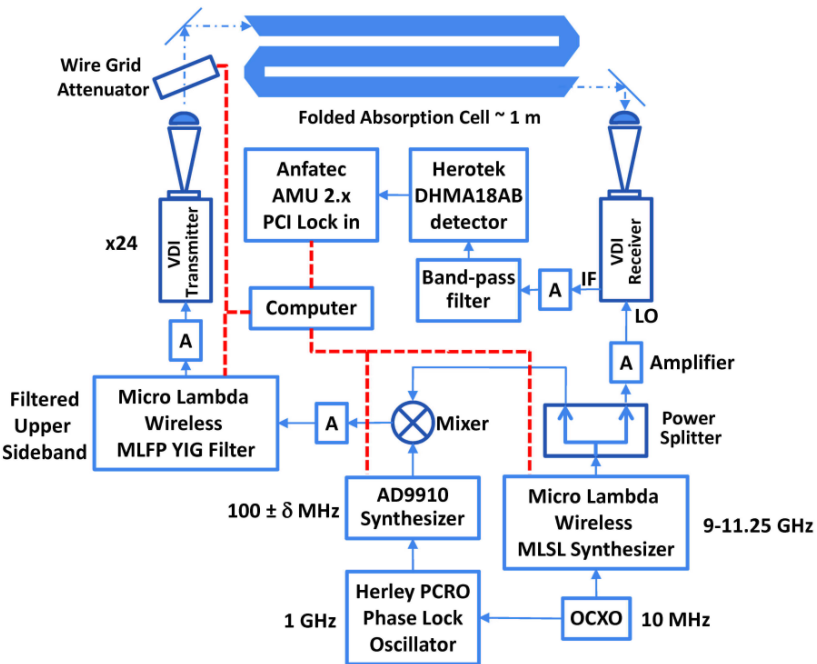 Wire Grid
Attenuator
Folded Absorption Cell ~ 1 m
Anfatec
AMU 2.x
PCI Lock in
Herotek
DHMA18AB
detector
x24
VDI
Transmitter
VDI
Receiver
Band-pass
filter
A
IF
LO
Computer
A
A
Amplifier
Filtered
Upper
Sideband
Micro Lambda
Wireless
MLFP YIG Filter
A
Mixer
Power
Splitter
100 ± δ MHz
AD9910
Synthesizer
Micro Lambda
Wireless
MLSL Synthesizer
9-11.25 GHz
1 GHz
Herley PCRO
Phase Lock
Oscillator
OCXO
10 MHz